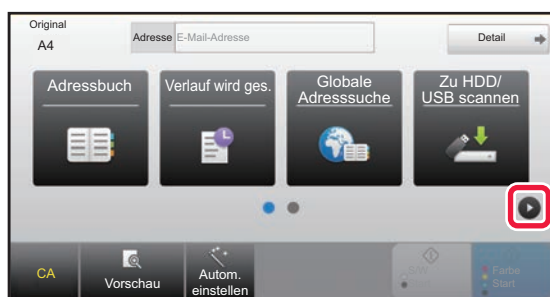 Original
A4
Adresse E-Mail-Adresse
Detail
Adressbuch
Verlauf wird ges.
Globale
Adresssuche
Zu HDD/
USB scannen
CA
Vorschau
Autom.
einstellen
Farbe
Start